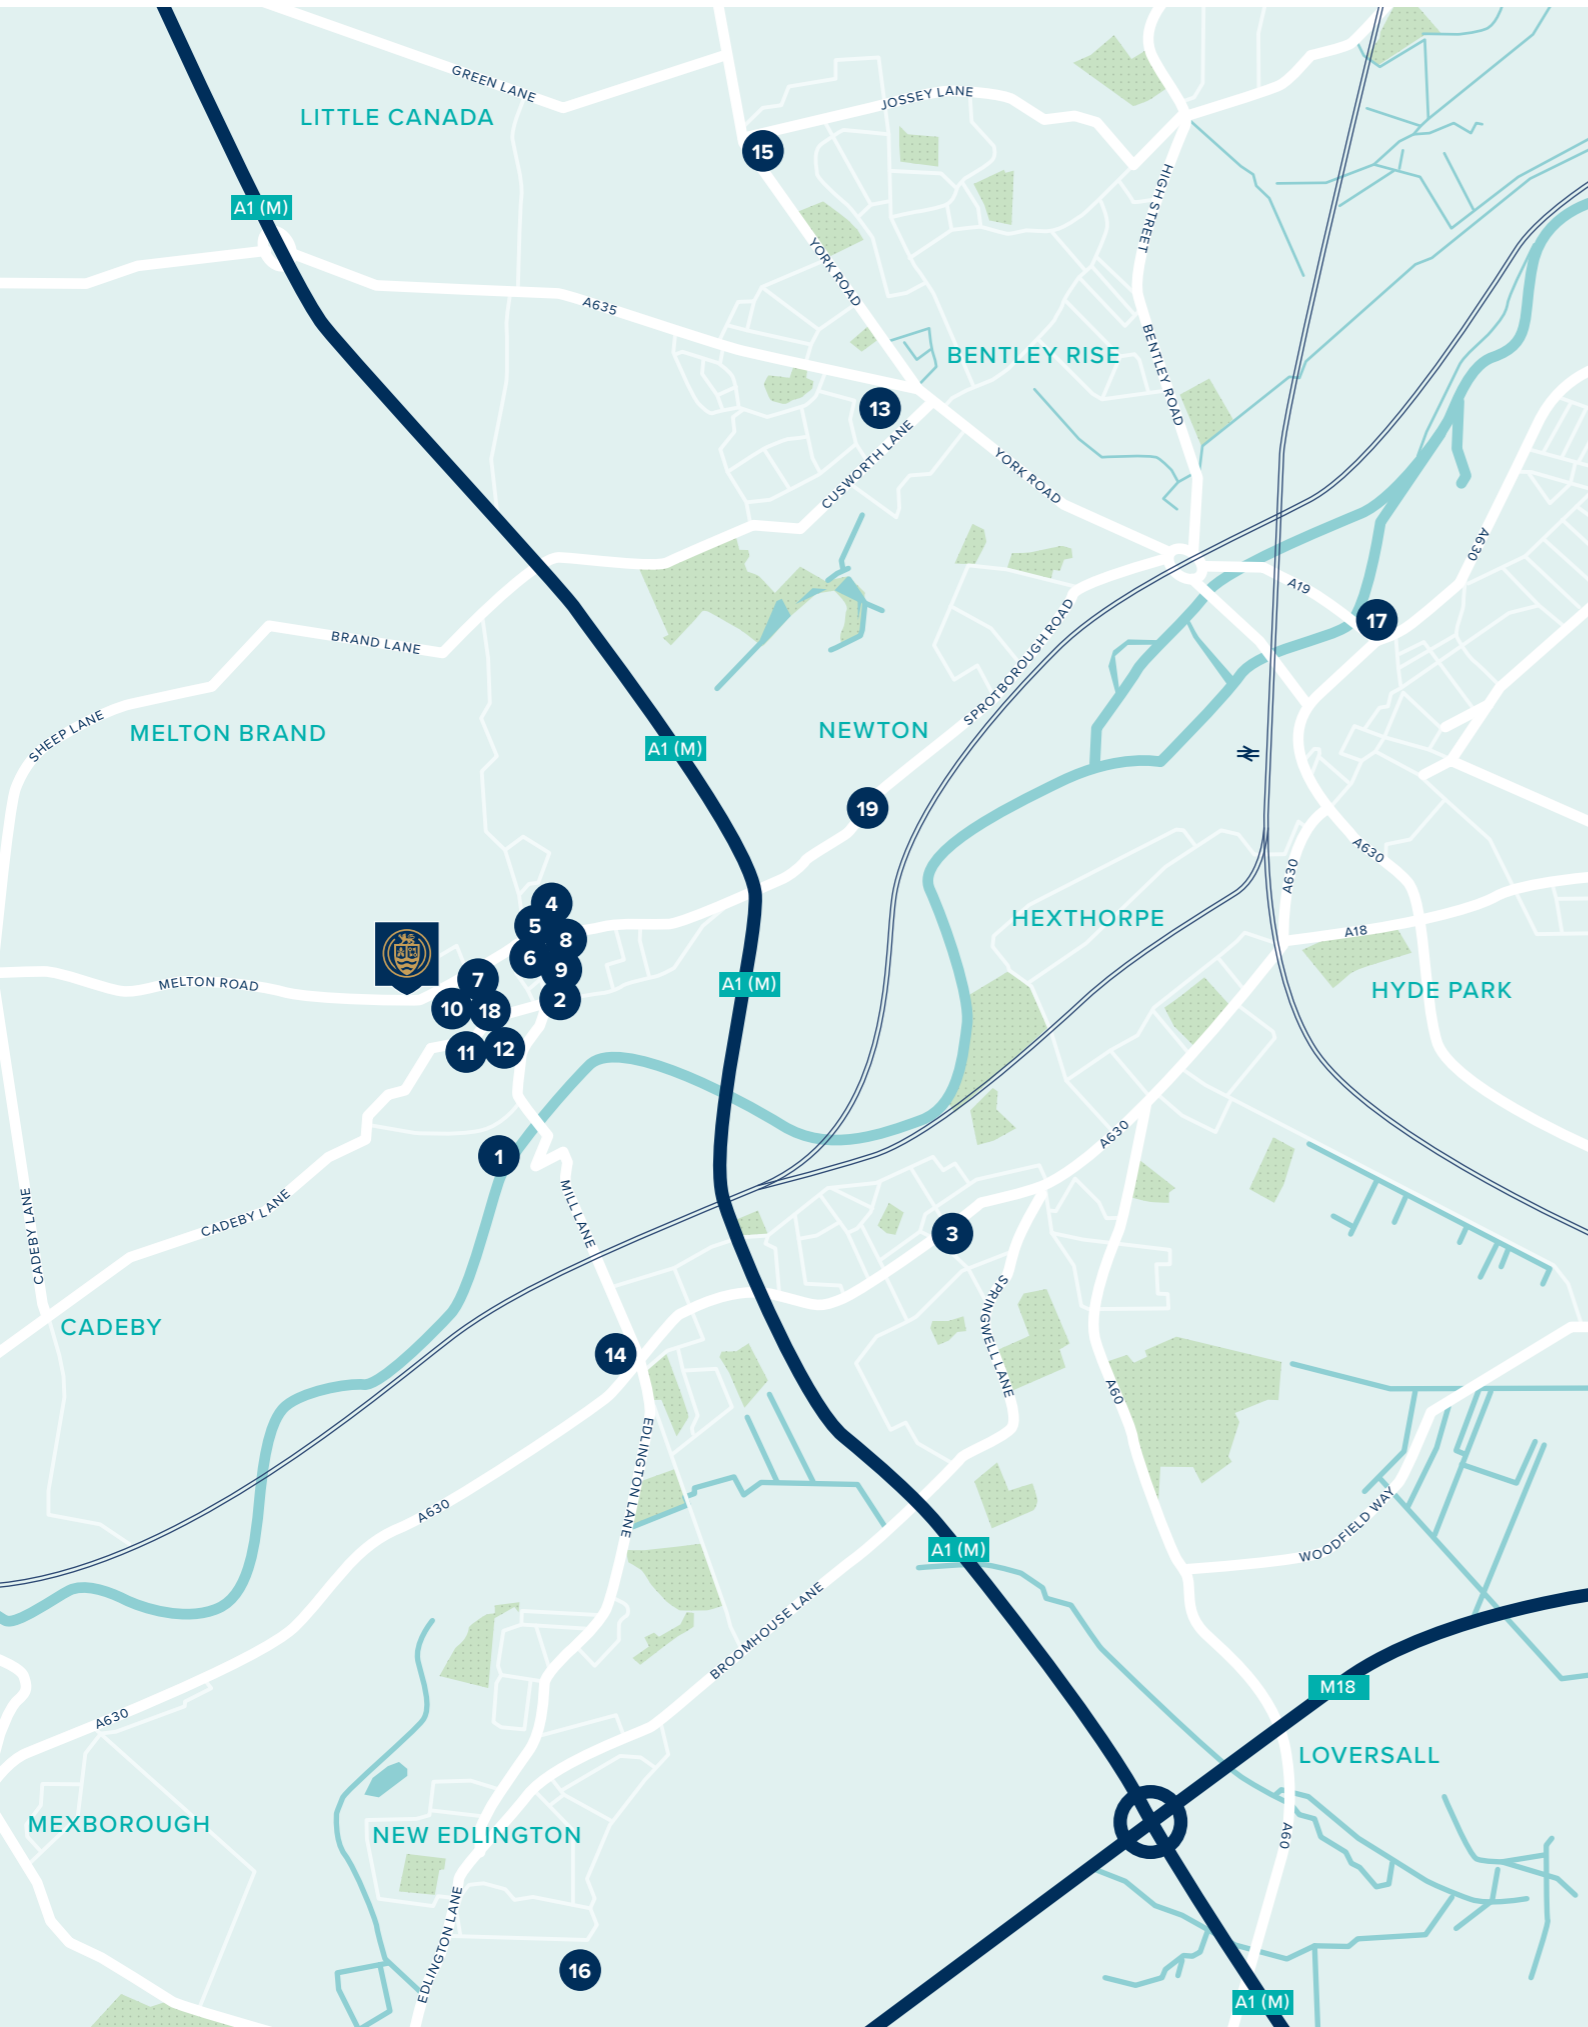 GREEN LANE
LITTLE CANADA
JOSSEY LANE
15
A1 (M)
HIGH STREET
YORK ROAD
A635
BENTLEY RISE
BENTLEY ROAD
13
CUSWORTH LANE
YORK ROAD
A630
A19
17
BRAND LANE
SPROTBOROUGH ROAD
SHEEP LANE
MELTON BRAND
NEWTON
A1 (M)
19
A630
A630
4
5
8
HEXTHORPE
A18
6
9
7
MELTON ROAD
A1 (M)
HYDE PARK
2
10
18
11
12
A630
1
CADEBY LANE
CADEBY LANE
MILL LANE
3
CADEBY
SPRINGWELL LANE
14
A60
EDLINGTON LANE
A630
WOODFIELD WAY
A1 (M)
BROOMHOUSE LANE
M18
A630
LOVERSALL
MEXBOROUGH
NEW EDLINGTON
A60
EDLINGTON LANE
16
A1 (M)